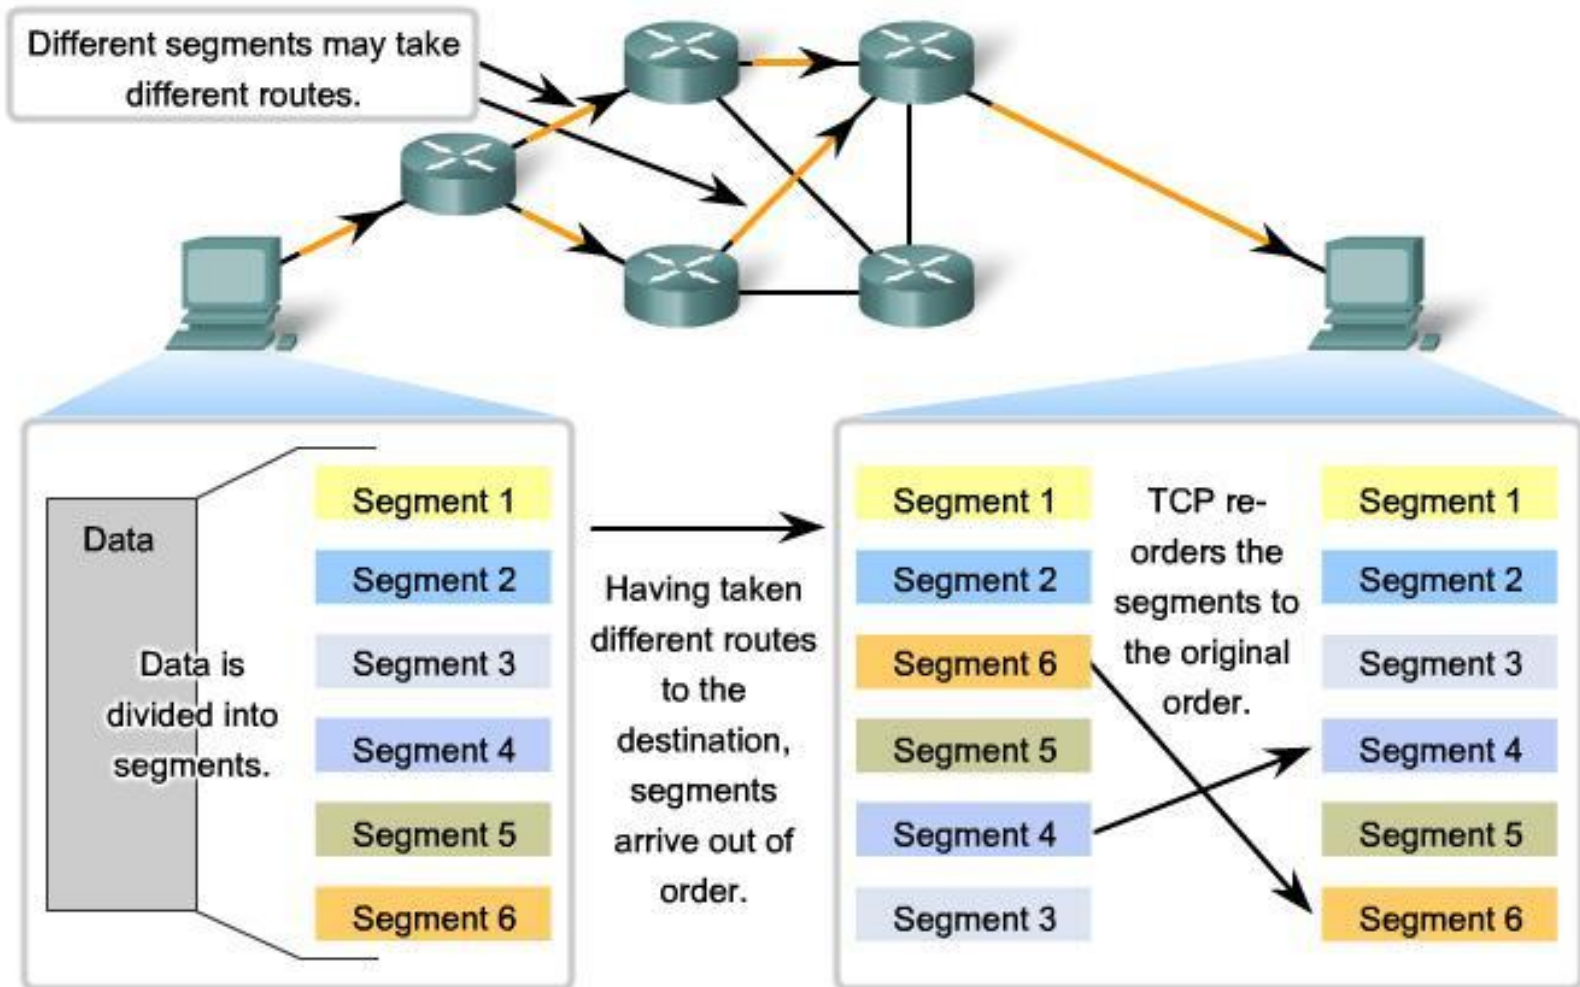 Different segments may take
different routes.
Data
Data is
divided into
segments.
Segment 1
Segment 2
Segment 3
Segment 4
Segment 5
Segment 6
Having taken
different routes
to the
destination,
segments
arrive out of
order.
Segment 1
Segment 2
Segment 6
Segment 5
Segment 4
Segment 3
TCP re-
orders the
segments to
the original
order.
Segment 1
Segment 2
Segment 3
Segment 4
Segment 5
Segment 6